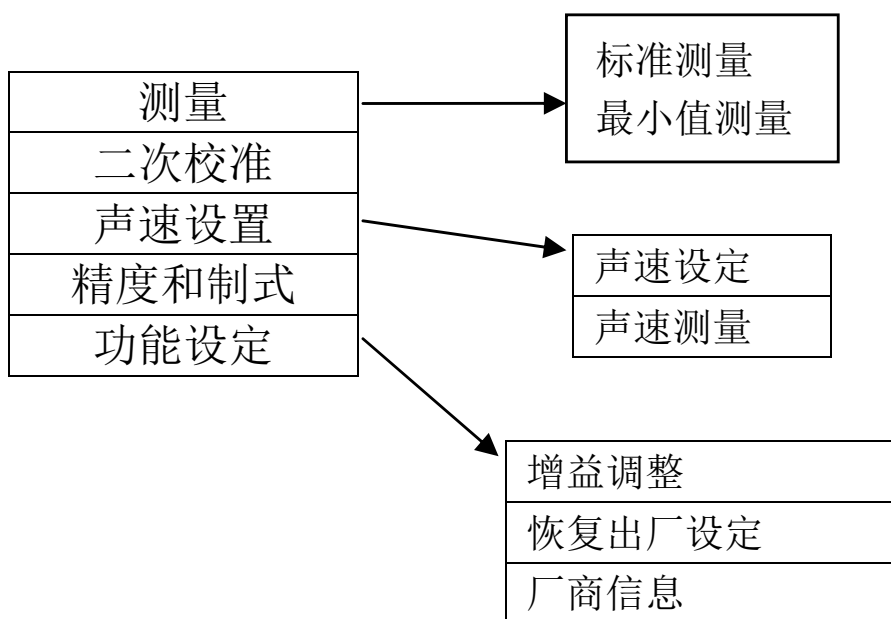 测量
二次校准
声速设置
精度和制式
功能设定
标准测量
最小值测量
声速设定
声速测量
增益调整
恢复出厂设定
厂商信息